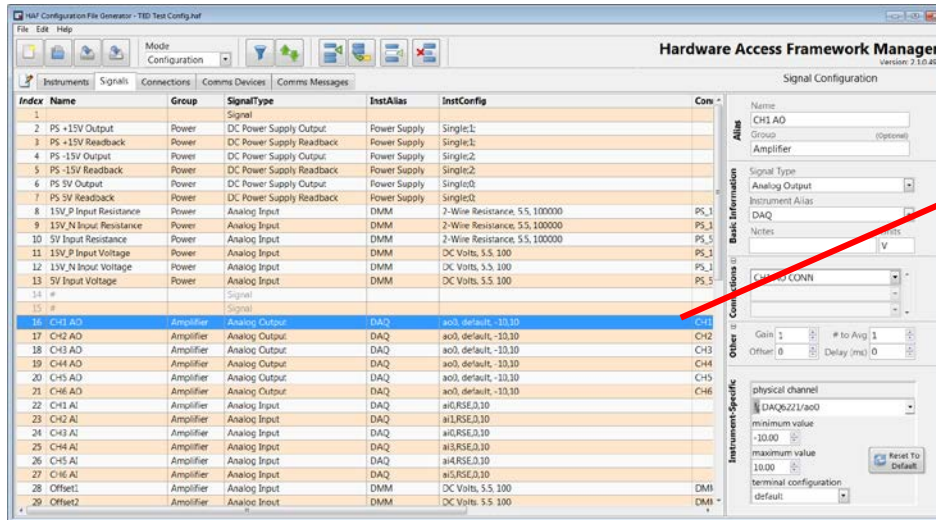 HAF Configuration File Generator - TED Test Config.haf
File Edit Help
Mode
Configuration
Hardware Access Framework Manager
Version: 2.1.0.49
Instruments Signals Connections Comms Devices Comms Messages
Signal Configuration
Index Name Group SignalType InstAlias InstConfig Con
1 Signal
2 PS +15V Output Power DC Power Supply Output Power Supply Single;1;
3 PS +15V Readback Power DC Power Supply Readback Power Supply Single;1;
4 PS -15V Output Power DC Power Supply Output Power Supply Single;2;
5 PS -15V Readback Power DC Power Supply Readback Power Supply Single;2;
6 PS 5V Output Power DC Power Supply Output Power Supply Single;0;
7 PS 5V Readback Power DC Power Supply Readback Power Supply Single;0;
8 15V_P Input Resistance Power Analog Input DMM 2-Wire Resistance, 5.5, 100000 PS_1
9 15V_N Input Resistance Power Analog Input DMM 2-Wire Resistance, 5.5, 100000 PS_1
10 5V Input Resistance Power Analog Input DMM 2-Wire Resistance, 5.5, 100000 PS_5
11 15V_P Input Voltage Power Analog Input DMM DC Volts, 5.5, 100 PS_1
12 15V_N Input Voltage Power Analog Input DMM DC Volts, 5.5, 100 PS_1
13 5V Input Voltage Power Analog Input DMM DC Volts, 5.5, 100 PS_5
14 # Signal
15 # Signal
16 CH1 AO Amplifier Analog Output DAQ ao0, default, -10,10 CH1
17 CH2 AO Amplifier Analog Output DAQ ao0, default, -10,10 CH2
18 CH3 AO Amplifier Analog Output DAQ ao0, default, -10,10 CH3
19 CH4 AO Amplifier Analog Output DAQ ao0, default, -10,10 CH4
20 CH5 AO Amplifier Analog Output DAQ ao0, default, -10,10 CH5
21 CH6 AO Amplifier Analog Output DAQ ao0, default, -10,10 CH6
22 CH1 AI Amplifier Analog Input DAQ ai0,RSE,0,10
23 CH2 AI Amplifier Analog Input DAQ ai1,RSE,0,10
24 CH3 AI Amplifier Analog Input DAQ ai0,RSE,0,10
25 CH4 AI Amplifier Analog Input DAQ ai3,RSE,0,10
26 CH5 AI Amplifier Analog Input DAQ ai4,RSE,0,10
27 CH6 AI Amplifier Analog Input DAQ ai5,RSE,0,10
28 Offset1 Amplifier Analog Input DMM DC Volts, 5.5, 100 DMM
29 Offset2 Amplifier Analog Input DMM DC Volts, 5.5, 100 DMM
Alias
Name
CH1 AO
Group (Optional)
Amplifier
Basic Information
Signal Type
Analog Output
Instrument Alias
DAQ
Notes Units
V
Connections
CONN
Other
Gain 1 # to Avg 1
Offset 0 Delay (ms) 0
Instrument-Specific
physical channel
DAQ6221/ao0
minimum value
-10.00
maximum value
10.00
Reset To
Default
terminal configuration
default